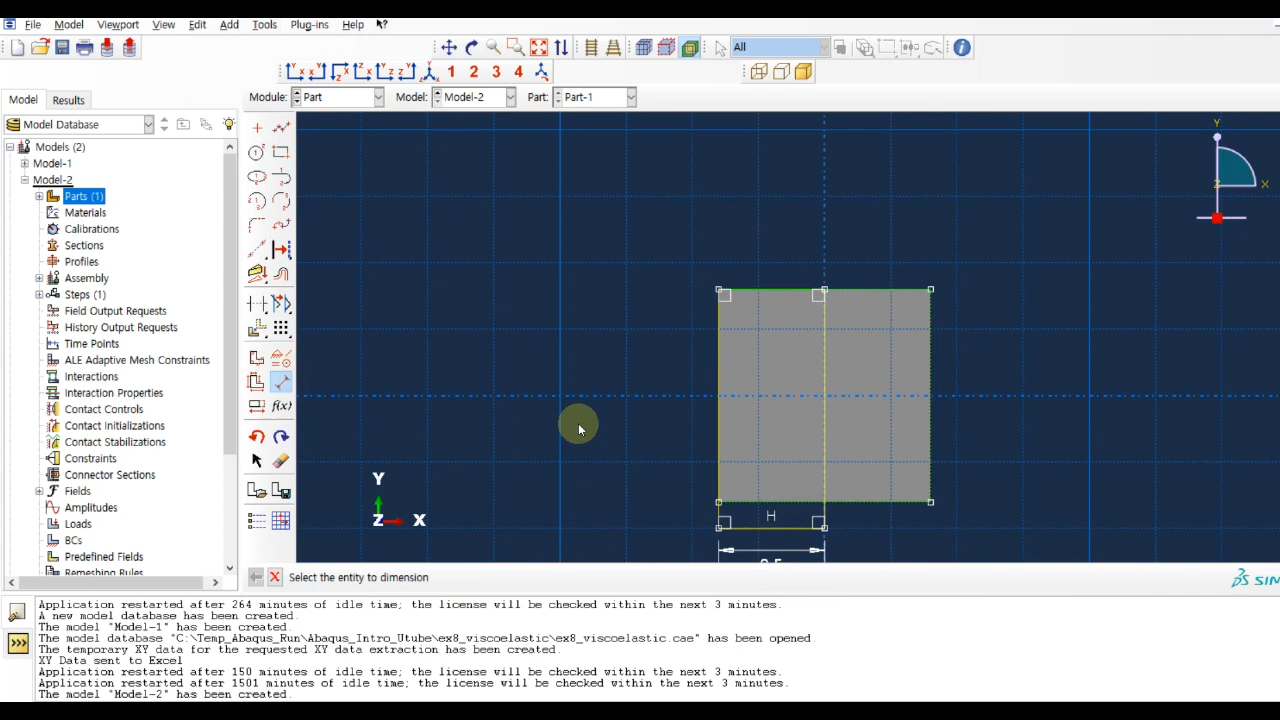 File Model Viewport View Edit Add Tools Plug-ins Help
All
1 2 3 4
Module: Part Model: Model-2 Part: Part-1
Model Results
Model Database
Models (2)
Model-1
Model-2
Parts (1)
Materials
Calibrations
Sections
Profiles
Assembly
Steps (1)
Field Output Requests
History Output Requests
Time Points
ALE Adaptive Mesh Constraints
Interactions
Interaction Properties
Contact Controls
Contact Initializations
Contact Stabilizations
Constraints
Connector Sections
Fields
Amplitudes
Loads
BCs
Predefined Fields
Remeshing Rules
f(x)
Y
Z X
Y
Z X
H
Select the entity to dimension
Application restarted after 264 minutes of idle time; the license will be checked within the next 3 minutes.
A new model database has been created.
The model "Model-1" has been created.
The model database "C:\Temp_Abaqus_Run\Abaqus_Intro_Utube\ex8_viscoelastic\ex8_viscoelastic.cae" has been opened.
The temporary XY data for the requested XY data extraction has been created.
XY Data sent to Excel
Application restarted after 150 minutes of idle time; the license will be checked within the next 3 minutes.
Application restarted after 1501 minutes of idle time; the license will be checked within the next 3 minutes.
The model "Model-2" has been created.